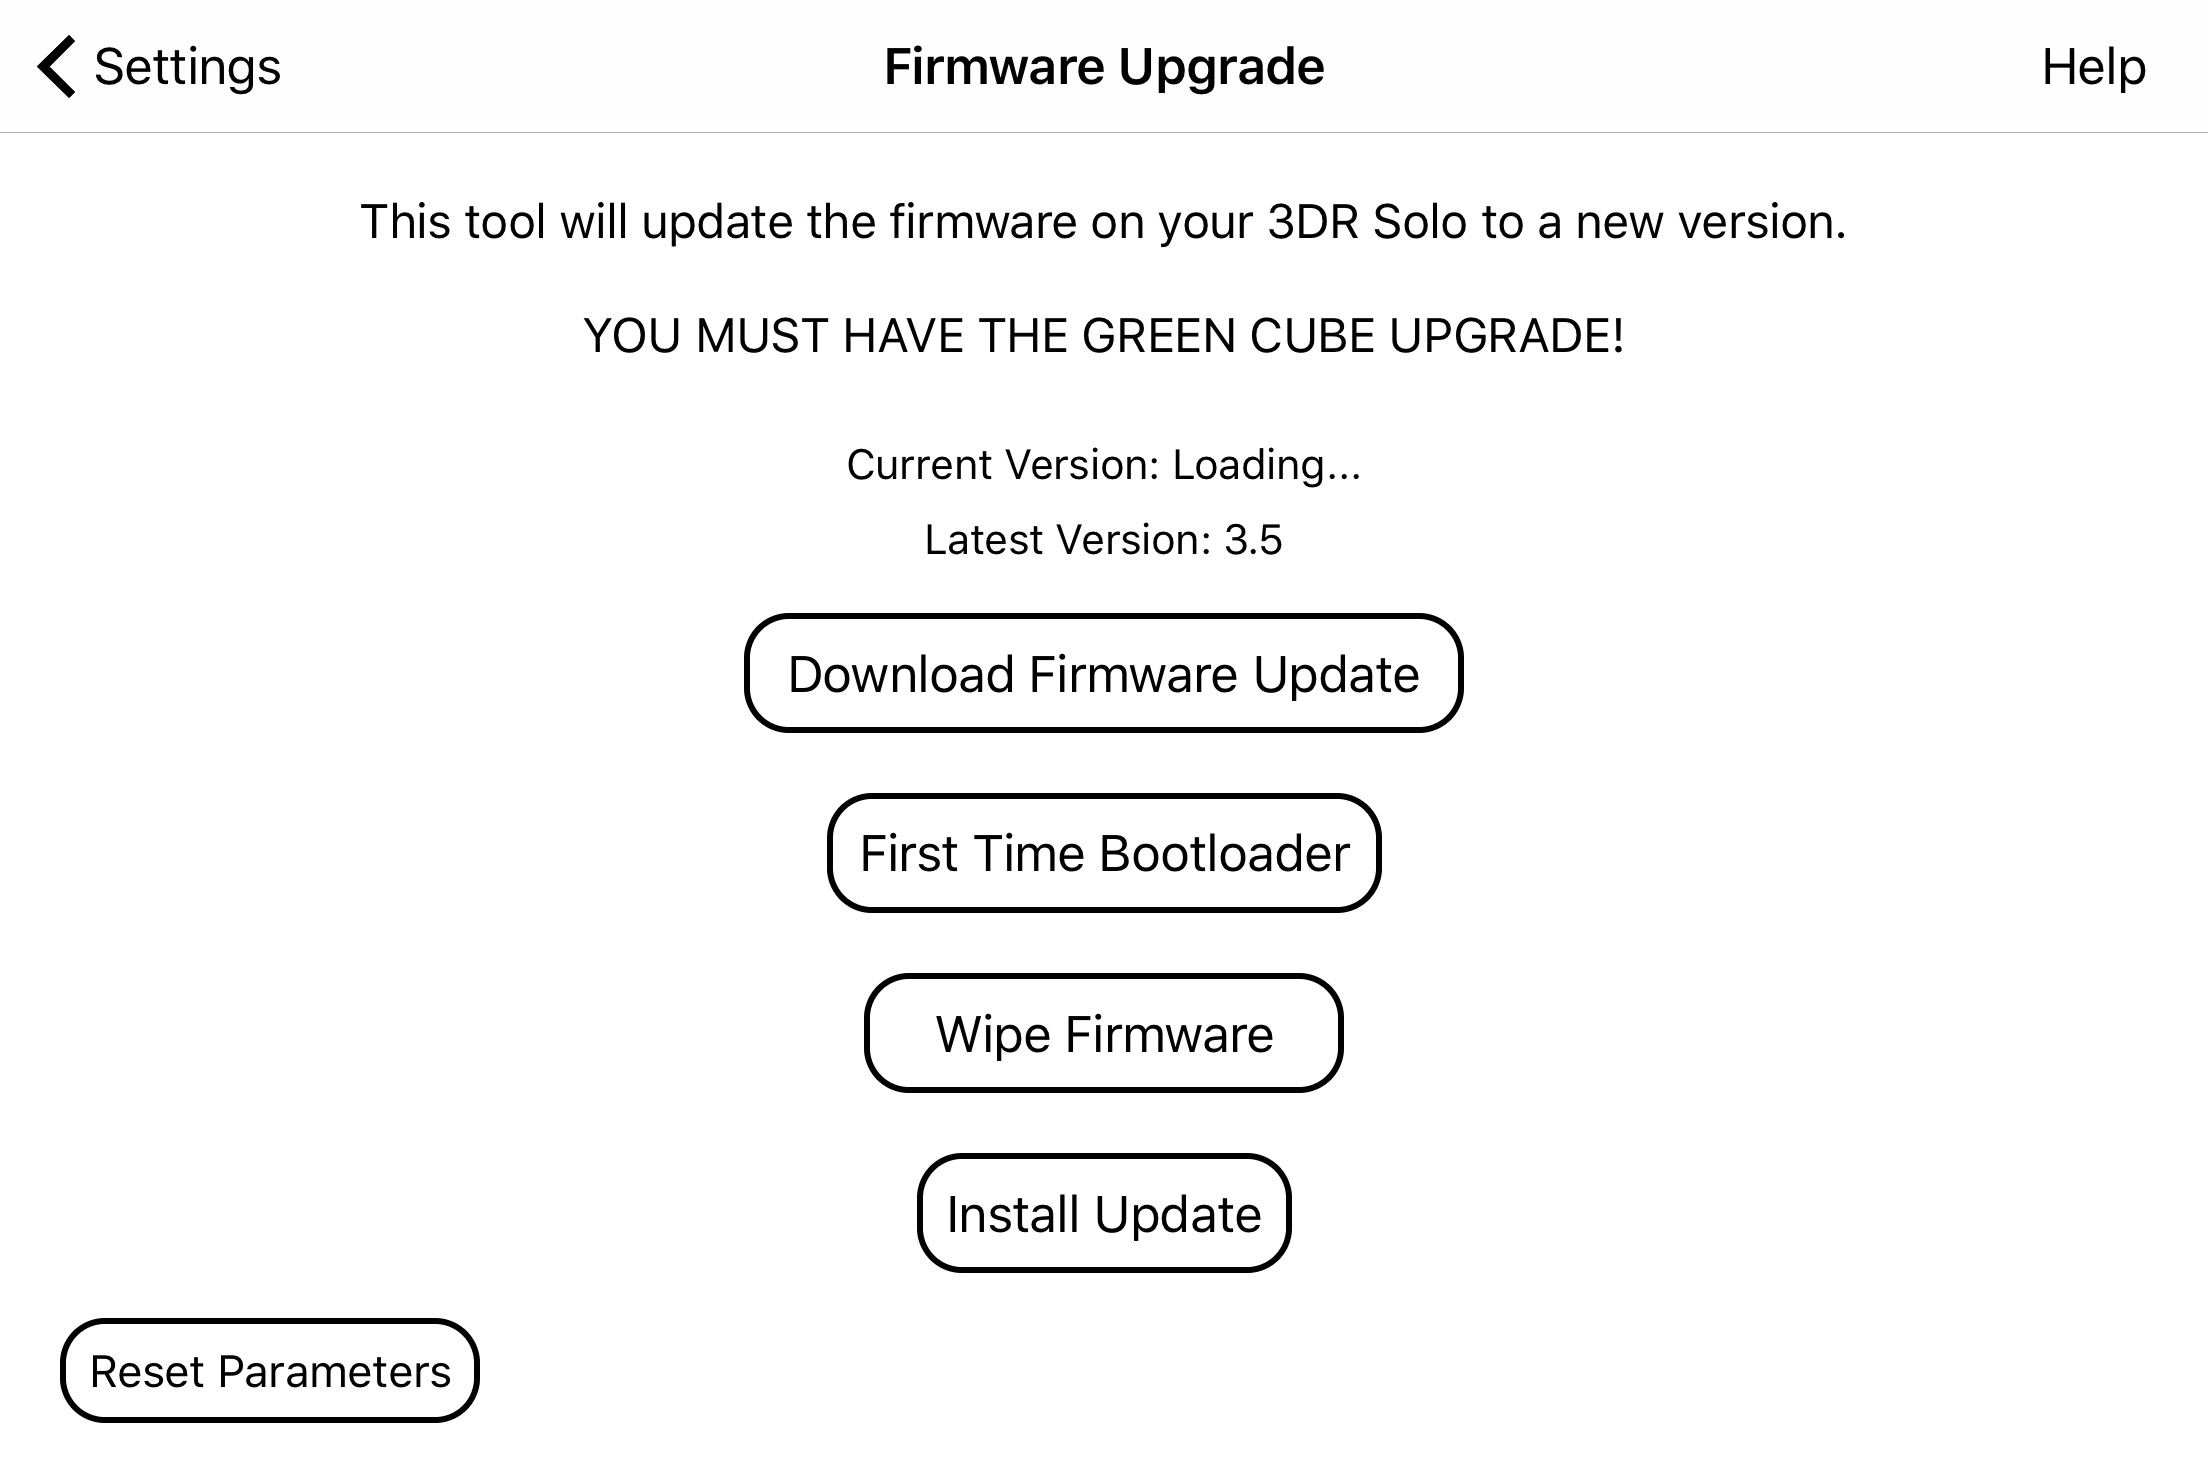 Settings
Firmware Upgrade
Help
This tool will update the firmware on your 3DR Solo to a new version.
YOU MUST HAVE THE GREEN CUBE UPGRADE!
Current Version: Loading...
Latest Version: 3.5
Download Firmware Update
First Time Bootloader
Wipe Firmware
Install Update
Reset Parameters